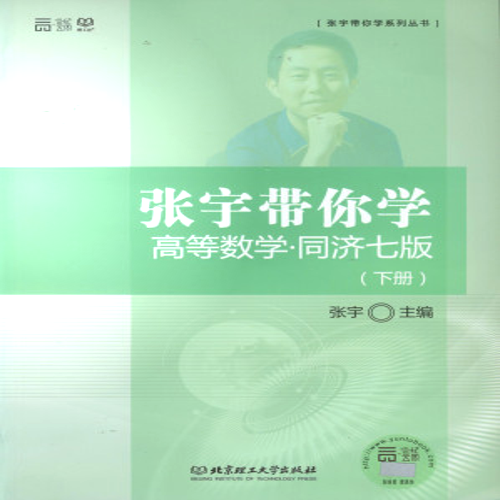 [ 张宇带你学系列丛书 ]
张宇带你学
高等数学·同济七版
（下册）
张宇 主编
北京理工大学出版社